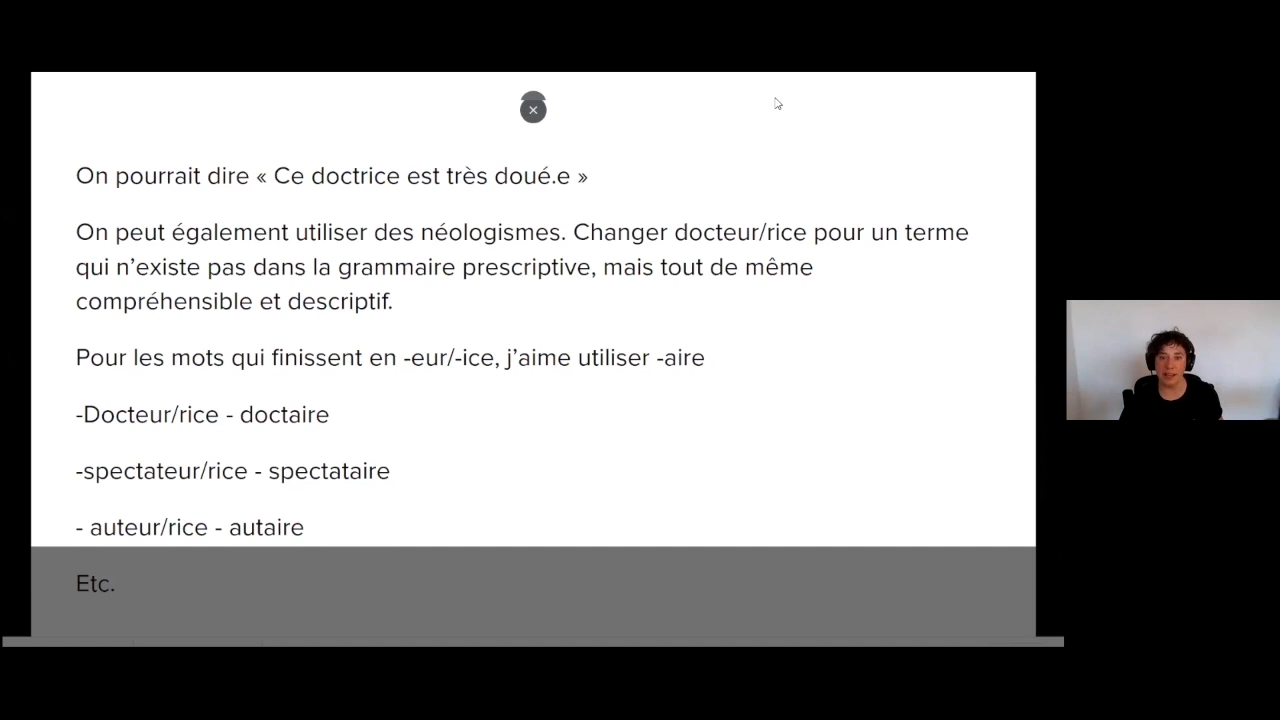 On pourrait dire « Ce doctrice est très doué.e »
On peut également utiliser des néologismes. Changer docteur/rice pour un terme
qui n’existe pas dans la grammaire prescriptive, mais tout de même
compréhensible et descriptif.
Pour les mots qui finissent en -eur/-ice, j’aime utiliser -aire
-Docteur/rice - doctaire
-spectateur/rice - spectataire
- auteur/rice - autaire
Etc.